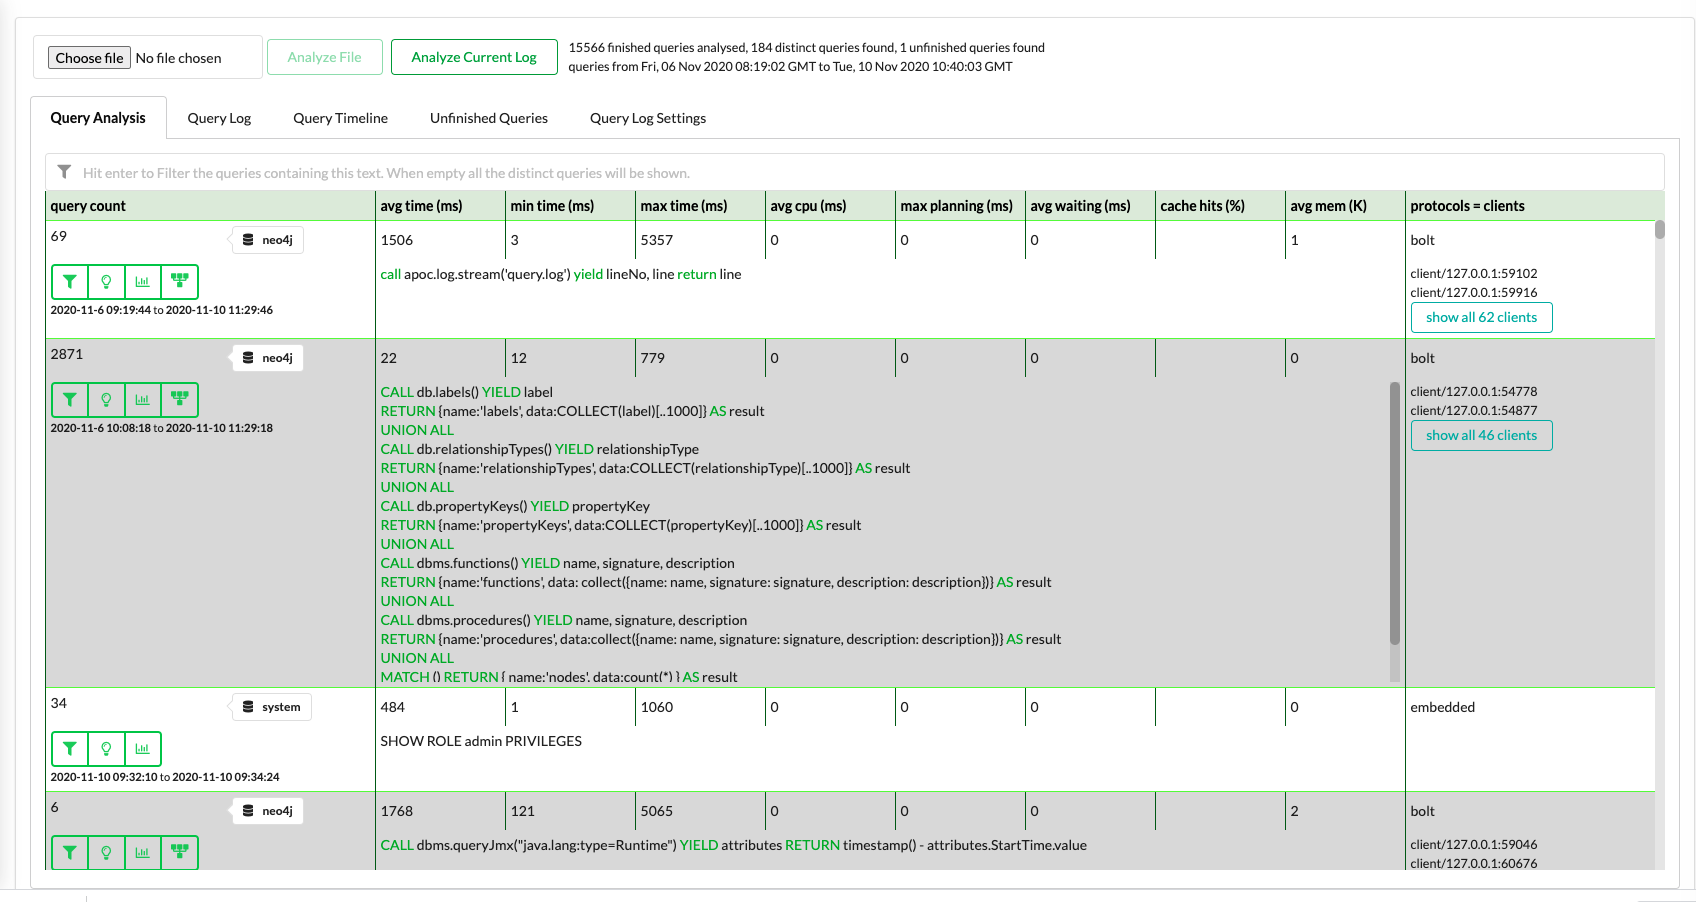 Choose file No file chosen
Analyze File
Analyze Current Log
15566 finished queries analysed, 184 distinct queries found, 1 unfinished queries found
queries from Fri, 06 Nov 2020 08:19:02 GMT to Tue, 10 Nov 2020 10:40:03 GMT
Query Analysis Query Log Query Timeline Unfinished Queries Query Log Settings
Hit enter to Filter the queries containing this text. When empty all the distinct queries will be shown.
query count avg time (ms) min time (ms) max time (ms) avg cpu (ms) max planning (ms) avg waiting (ms) cache hits (%) avg mem (K) protocols = clients
69 neo4j 1506 3 5357 0 0 0 1 bolt
call apoc.log.stream('query.log') yield lineNo, line return line
client/127.0.0.1:59102
client/127.0.0.1:59916
2020-11-6 09:19:44 to 2020-11-10 11:29:46
show all 62 clients
2871 neo4j 22 12 779 0 0 0 0 bolt
CALL db.labels() YIELD label
client/127.0.0.1:54778
RETURN {name:'labels', data:COLLECT(label)[..1000]} AS result
client/127.0.0.1:54877
2020-11-6 10:08:18 to 2020-11-10 11:29:18
UNION ALL
show all 46 clients
CALL db.relationshipTypes() YIELD relationshipType
RETURN {name:'relationshipTypes', data:COLLECT(relationshipType)[..1000]} AS result
UNION ALL
CALL db.propertyKeys() YIELD propertyKey
RETURN {name:'propertyKeys', data:COLLECT(propertyKey)[..1000]} AS result
UNION ALL
CALL dbms.functions() YIELD name, signature, description
RETURN {name:'functions', data: collect({name: name, signature: signature, description: description})} AS result
UNION ALL
CALL dbms.procedures() YIELD name, signature, description
RETURN {name:'procedures', data:collect({name: name, signature: signature, description: description})} AS result
UNION ALL
MATCH () RETURN { name:'nodes', data:count(*) } AS result
34 system 484 1 1060 0 0 0 0 embedded
SHOW ROLE admin PRIVILEGES
2020-11-10 09:32:10 to 2020-11-10 09:34:24
6 neo4j 1768 121 5065 0 0 0 2 bolt
CALL dbms.queryJmx("java.lang:type=Runtime") YIELD attributes RETURN timestamp() - attributes.StartTime.value
client/127.0.0.1:59046
client/127.0.0.1:60676